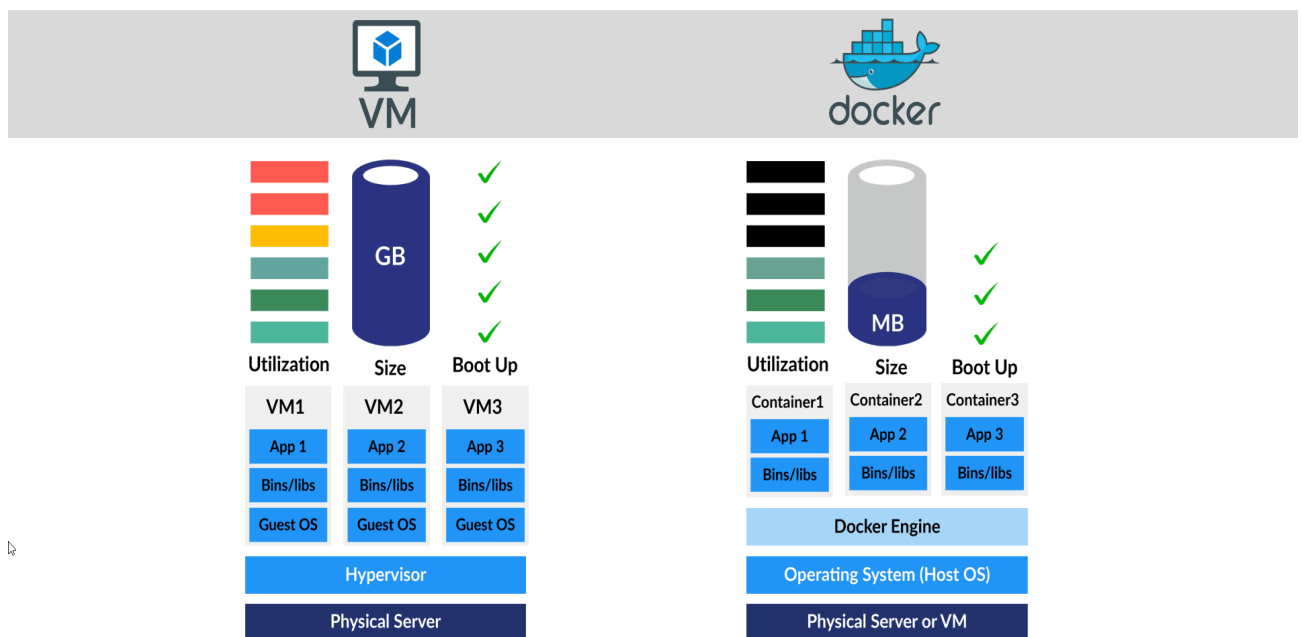 VM
docker
GB
Utilization
Size
Boot Up
VM1
VM2
VM3
App 1
App 2
App 3
Bins/libs
Bins/libs
Bins/libs
Guest OS
Guest OS
Guest OS
Hypervisor
Physical Server
MB
Utilization
Size
Boot Up
Container1
Container2
Container3
App 1
App 2
App 3
Bins/libs
Bins/libs
Bins/libs
Docker Engine
Operating System (Host OS)
Physical Server or VM